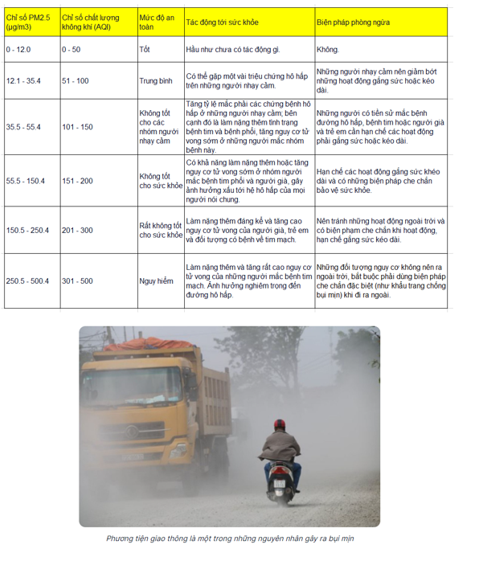 Chỉ số PM2.5
(µg/m3)
Chỉ số chất lượng
không khí (AQI)
Mức độ an
toàn
Tác động tới sức khỏe
Biện pháp phòng ngừa
0 - 12.0
0 - 50
Tốt
Hầu như chưa có tác động gì.
Không.
12.1 - 35.4
51 - 100
Trung bình
Có thể gặp một vài triệu chứng hô hấp
trên những người nhạy cảm.
Những người nhạy cảm nên giảm bớt
những hoạt động gắng sức hoặc kéo
dài.
35.5 - 55.4
101 - 150
Không tốt
cho các
nhóm người
nhạy cảm
Tăng tỷ lệ mắc phải các chứng bệnh hô
hấp ở những người nhạy cảm; bên
cạnh đó là làm nặng thêm tình trạng
bệnh tim và bệnh phổi, tăng nguy cơ tử
vong sớm ở những người mắc nhóm
bệnh này.
Những người có tiền sử mắc bệnh
đường hô hấp, bệnh tim hoặc người già
và trẻ em cần hạn chế các hoạt động
phải gắng sức hoặc kéo dài.
55.5 - 150.4
151 - 200
Không tốt
cho sức khỏe
Có khả năng làm nặng thêm hoặc tăng
nguy cơ tử vong sớm ở nhóm người
mắc bệnh tim phổi và người già, gây
ảnh hưởng xấu tới hệ hô hấp của mọi
người nói chung.
Hạn chế các hoạt động gắng sức khéo
dài và có những biện pháp che chắn
bảo vệ sức khỏe.
150.5 - 250.4
201 - 300
Rất không tốt
cho sức khỏe
Làm nặng thêm đáng kể và tăng cao
nguy cơ tử vong của người già, trẻ em
và đối tượng có bệnh về tim mạch.
Nên tránh những hoạt động ngoài trời và
có biện phạm che chắn khi hoạt động,
hạn chế gắng sức kéo dài.
250.5 - 500.4
301 - 500
Nguy hiểm
Làm nặng thêm và tăng rất cao nguy cơ
tử vong của những người mắc bệnh tim
mạch. Ảnh hưởng nghiêm trọng đến
đường hô hấp.
Những đối tượng nguy cơ không nên ra
ngoài trời, bắt buộc phải dùng biện pháp
che chắn đặc biệt (như khẩu trang chống
bụi mịn) khi đi ra ngoài.
Phương tiện giao thông là một trong những nguyên nhân gây ra bụi mịn